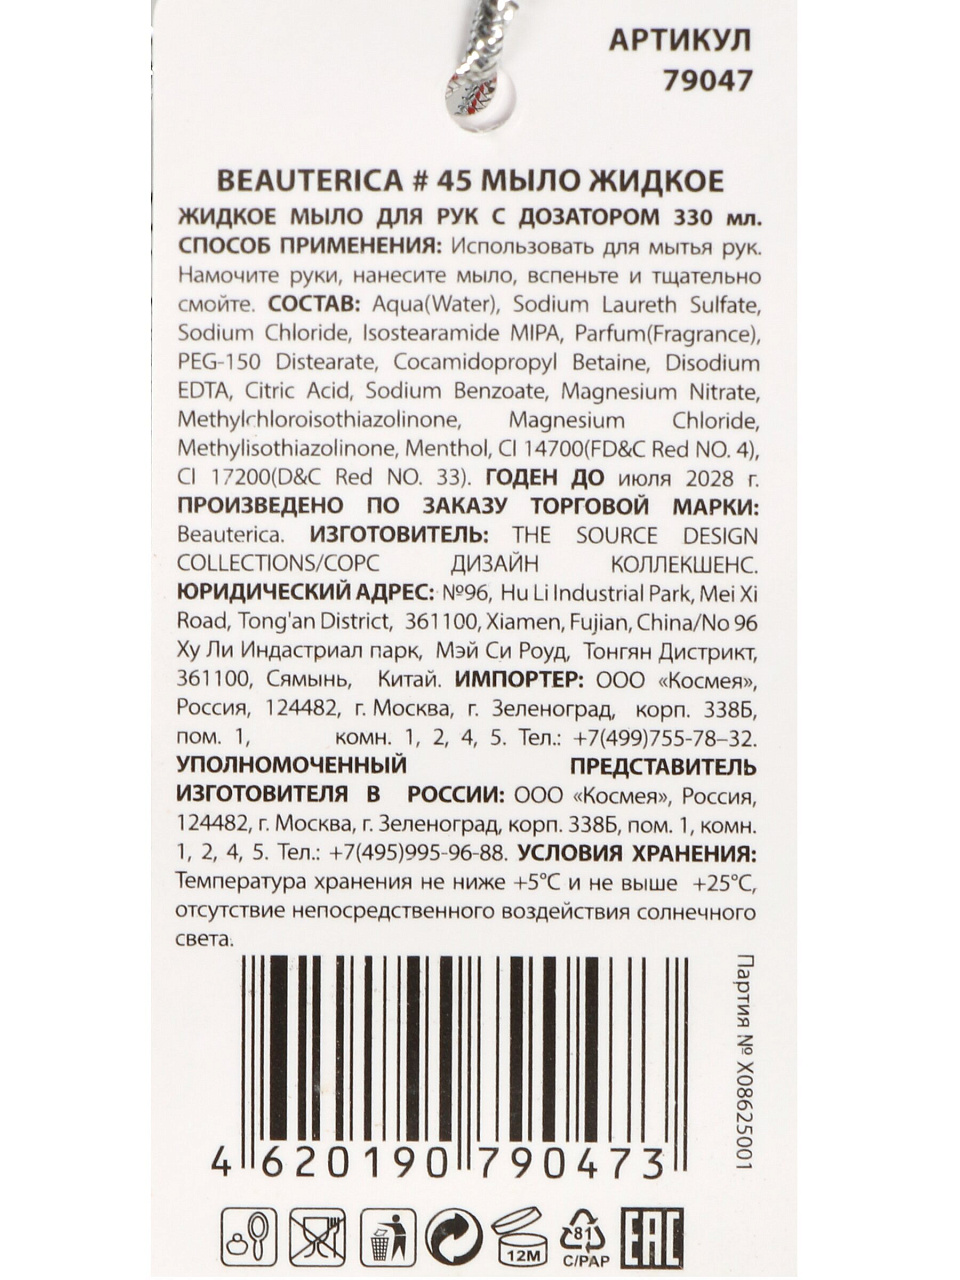 АРТИКУЛ
79047
BEAUTERICA # 45 МЫЛО ЖИДКОЕ
ЖИДКОЕ МЫЛО ДЛЯ РУК С ДОЗАТОРОМ 330 мл.
СПОСОБ ПРИМЕНЕНИЯ: Использовать для мытья рук.
Намочите руки, нанесите мыло, вспеньте и тщательно
смойте. СОСТАВ: Aqua(Water), Sodium Laureth Sulfate,
Sodium Chloride, Isostearamide MIPA, Parfum(Fragrance),
PEG-150 Distearate, Cocamidopropyl Betaine, Disodium
EDTA, Citric Acid, Sodium Benzoate, Magnesium Nitrate,
Methylchloroisothiazolinone, Magnesium Chloride,
Methylisothiazolinone, Menthol, CI 14700(FD&C Red NO. 4),
CI 17200(D&C Red NO. 33). ГОДЕН ДО июля 2028 г.
ПРОИЗВЕДЕНО ПО ЗАКАЗУ ТОРГОВОЙ МАРКИ:
Beauterica. ИЗГОТОВИТЕЛЬ: THE SOURCE DESIGN
COLLECTIONS/СОРС ДИЗАЙН КОЛЛЕКШЕНС.
ЮРИДИЧЕСКИЙ АДРЕС: №96, Hu Li Industrial Park, Mei Xi
Road, Tong'an District, 361100, Xiamen, Fujian, China/No 96
Ху Ли Индастриал парк, Мэй Си Роуд, Тонгян Дистрикт,
361100, Сямынь, Китай. ИМПОРТЕР: ООО «Космея»,
Россия, 124482, г. Москва, г. Зеленоград, корп. 338Б,
пом. 1, комн. 1, 2, 4, 5. Тел.: +7(499)755-78–32.
УПОЛНОМОЧЕННЫЙ ПРЕДСТАВИТЕЛЬ
ИЗГОТОВИТЕЛЯ В РОССИИ: ООО «Космея», Россия,
124482, г. Москва, г. Зеленоград, корп. 338Б, пом. 1, комн.
1, 2, 4, 5. Тел.: +7(495)995-96-88. УСЛОВИЯ ХРАНЕНИЯ:
Температура хранения не ниже +5°C и не выше +25°C,
отсутствие непосредственного воздействия солнечного
света.
Партия № X08625001
4 620190 790473
12M
81
C/PAP
EAC